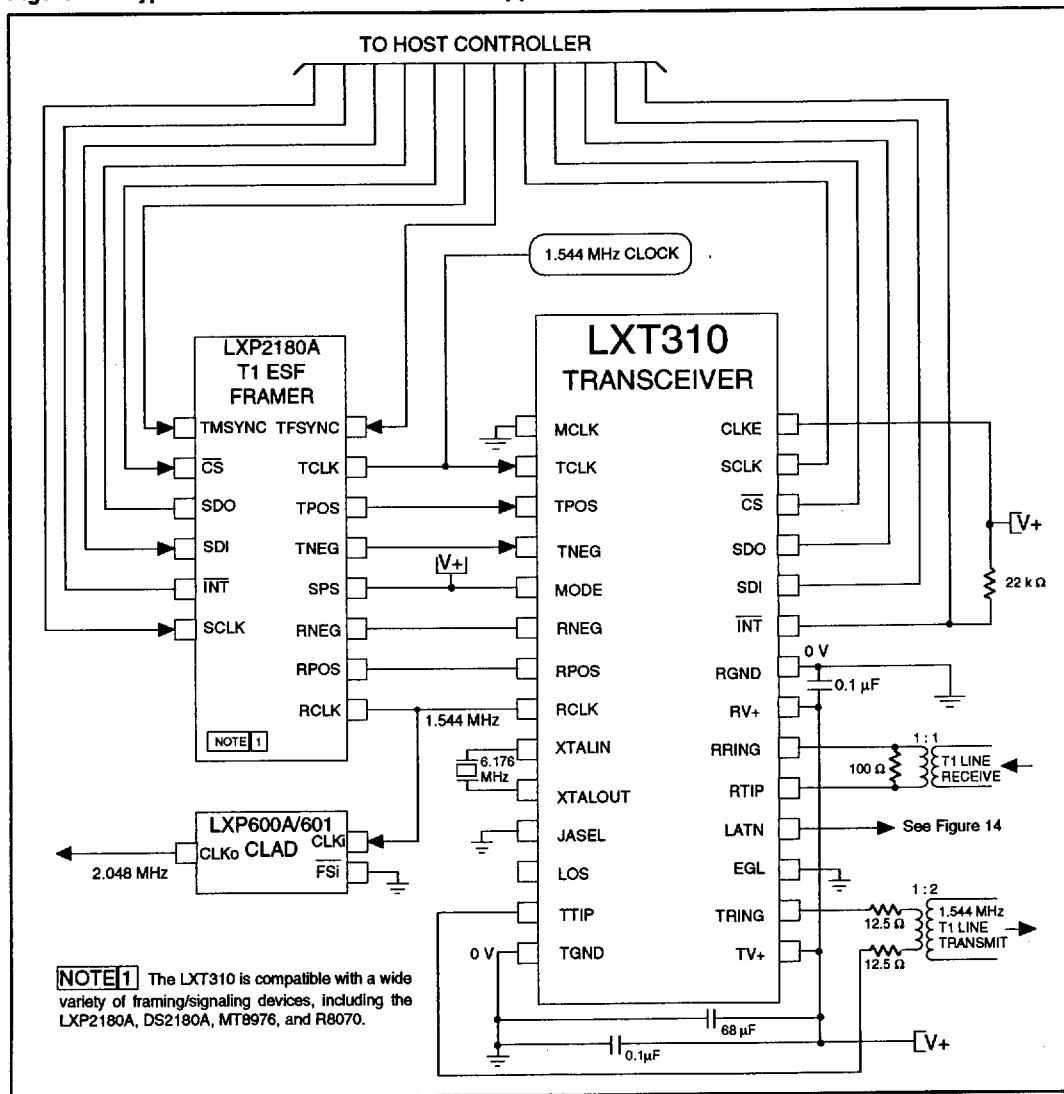 TO HOST CONTROLLER
1.544 MHz CLOCK
LXP2180A
T1 ESF
FRAMER
TMSYNC TFSYNC
CS TCLK
SDO TPOS
SDI TNEG
INT SPS
SCLK RNEG
RPOS
RCLK
NOTE 1
V+
1.544 MHz
LXT310
TRANSCEIVER
MCLK CLKE
TCLK SCLK
TPOS CS
TNEG SDO
MODE SDI
RNEG INT
RPOS RGND
RCLK RV+
XTALIN RRING
XTALOUT RTIP
JASEL LATN
LOS EGL
TTIP TRING
TGND TV+
6.176
MHz
V+
22 k Ω
0 V
0.1 µF
1 : 1
100 Ω
T1 LINE
RECEIVE
See Figure 14
1 : 2
12.5 Ω
12.5 Ω
1.544 MHz
T1 LINE
TRANSMIT
LXP600A/601
CLKo CLAD CLKi
FSi
2.048 MHz
0 V
68 µF
0.1µF
V+
NOTE 1 The LXT310 is compatible with a wide
variety of framing/signaling devices, including the
LXP2180A, DS2180A, MT8976, and R8070.